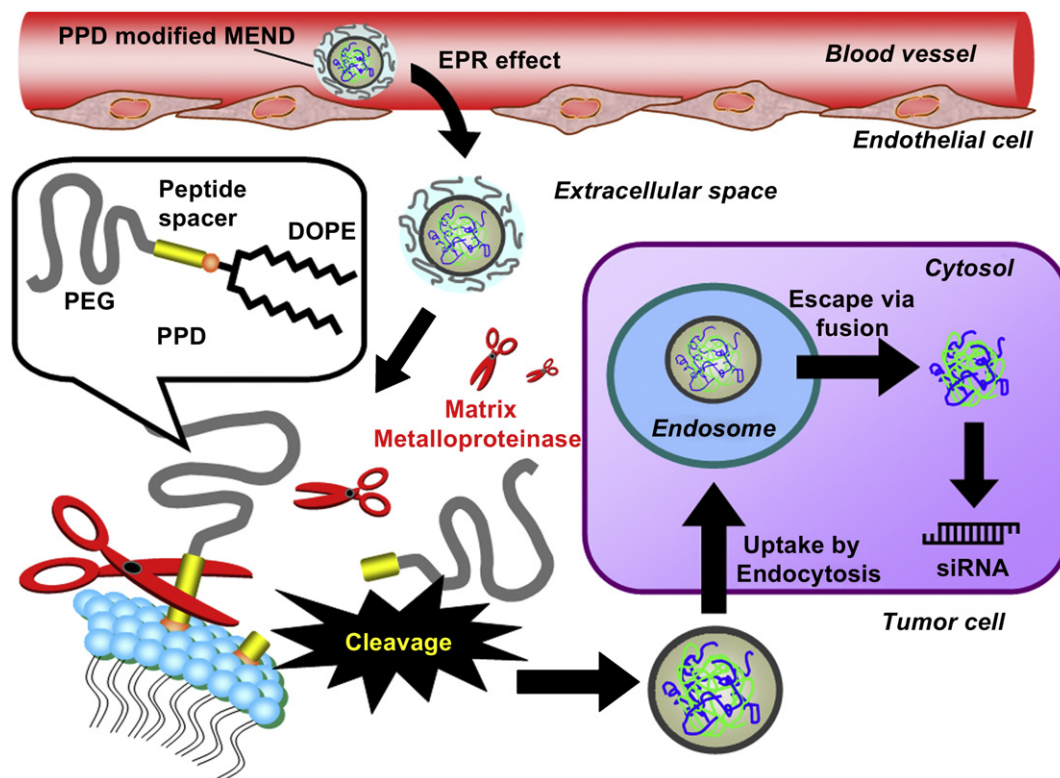 PPD modified MEND
EPR effect
Blood vessel
Endothelial cell
Extracellular space
Peptide
spacer
DOPE
PEG
PPD
Matrix
Metalloproteinase
Cleavage
Cytosol
Escape via
fusion
Endosome
Uptake by
Endocytosis
siRNA
Tumor cell